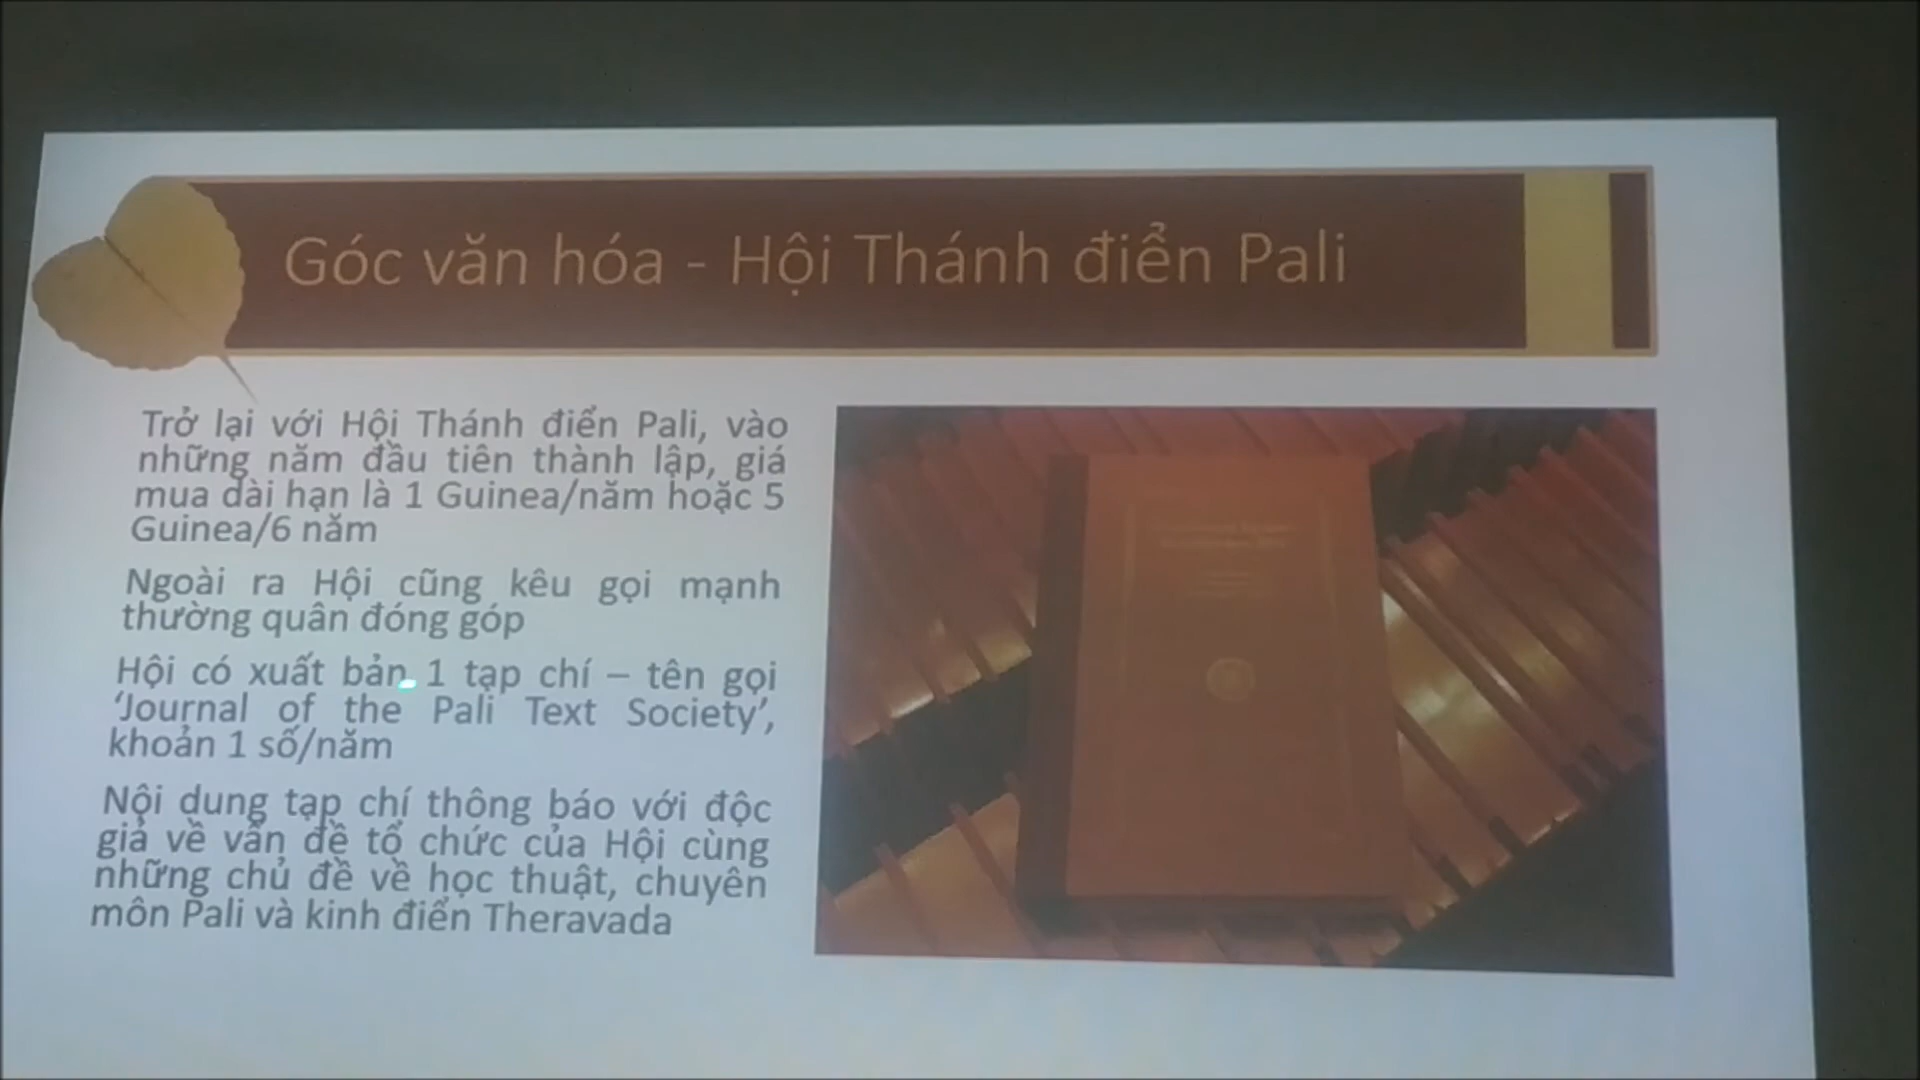 Góc văn hóa - Hội Thánh điển Pali
Trở lại với Hội Thánh điển Pali, vào
những năm đầu tiên thành lập, giá
mua dài hạn là 1 Guinea/năm hoặc 5
Guinea/6 năm
Ngoài ra Hội cũng kêu gọi mạnh
thường quân đóng góp
Hội có xuất bản 1 tạp chí – tên gọi
‘Journal of the Pali Text Society’,
khoản 1 số/năm
Nội dung tạp chí thông báo với độc
giả về vấn đề tổ chức của Hội cùng
những chủ đề về học thuật, chuyên
môn Pali và kinh điển Theravada